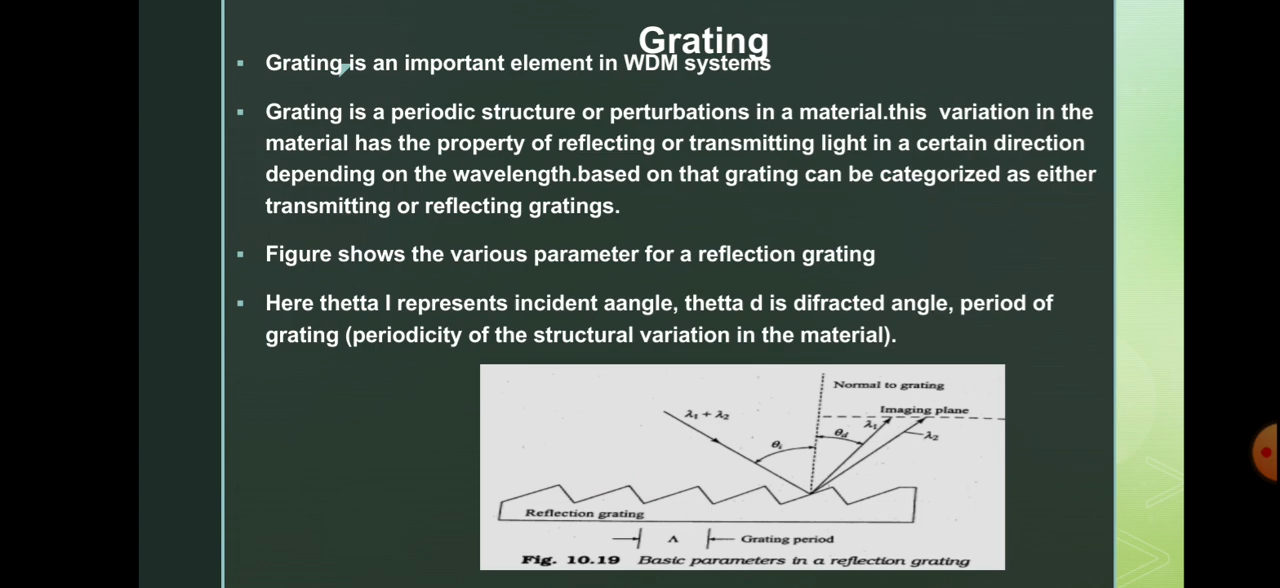 Grating
Grating is an important element in WDM systems
Grating is a periodic structure or perturbations in a material.this variation in the
material has the property of reflecting or transmitting light in a certain direction
depending on the wavelength.based on that grating can be categorized as either
transmitting or reflecting gratings.
Figure shows the various parameter for a reflection grating
Here thetta I represents incident aangle, thetta d is difracted angle, period of
grating (periodicity of the structural variation in the material).
Normal to grating
Imaging plane
λ₁ + λ₂
λ₁
θd
λ₂
θi
Reflection grating
Λ
Grating period
Fig. 10.19 Basic parameters in a reflection grating